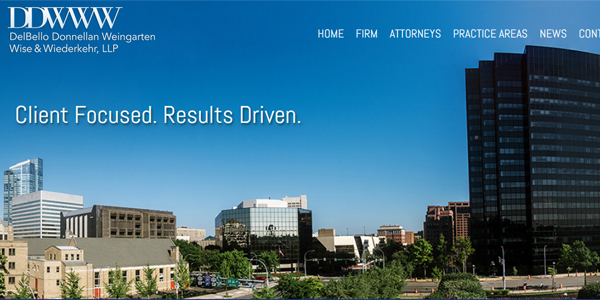 DDWWW
DelBello Donnellan Weingarten
Wise & Wiederkehr, LLP
HOME FIRM ATTORNEYS PRACTICE AREAS NEWS CONT
Client Focused. Results Driven.